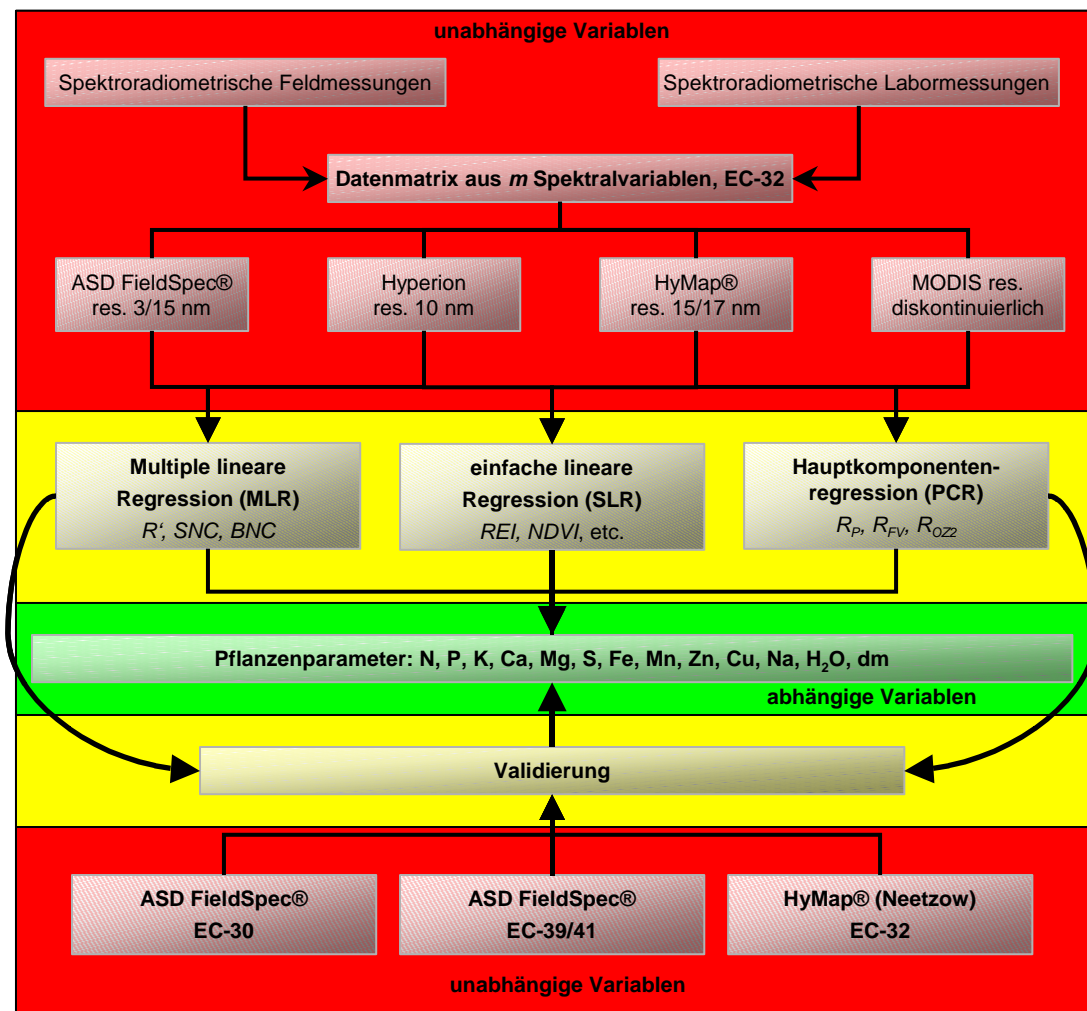 unabhängige Variablen
Spektroradiometrische Feldmessungen
Spektroradiometrische Labormessungen
Datenmatrix aus m Spektralvariablen, EC-32
ASD FieldSpec®
res. 3/15 nm
Hyperion
res. 10 nm
HyMap®
res. 15/17 nm
MODIS res.
diskontinuierlich
Multiple lineare
Regression (MLR)
R‘, SNC, BNC
einfache lineare
Regression (SLR)
REI, NDVI, etc.
Hauptkomponenten-
regression (PCR)
R_P, R_FV, R_OZ2
Pflanzenparameter: N, P, K, Ca, Mg, S, Fe, Mn, Zn, Cu, Na, H₂O, dm
abhängige Variablen
Validierung
ASD FieldSpec®
EC-30
ASD FieldSpec®
EC-39/41
HyMap® (Neetzow)
EC-32
unabhängige Variablen